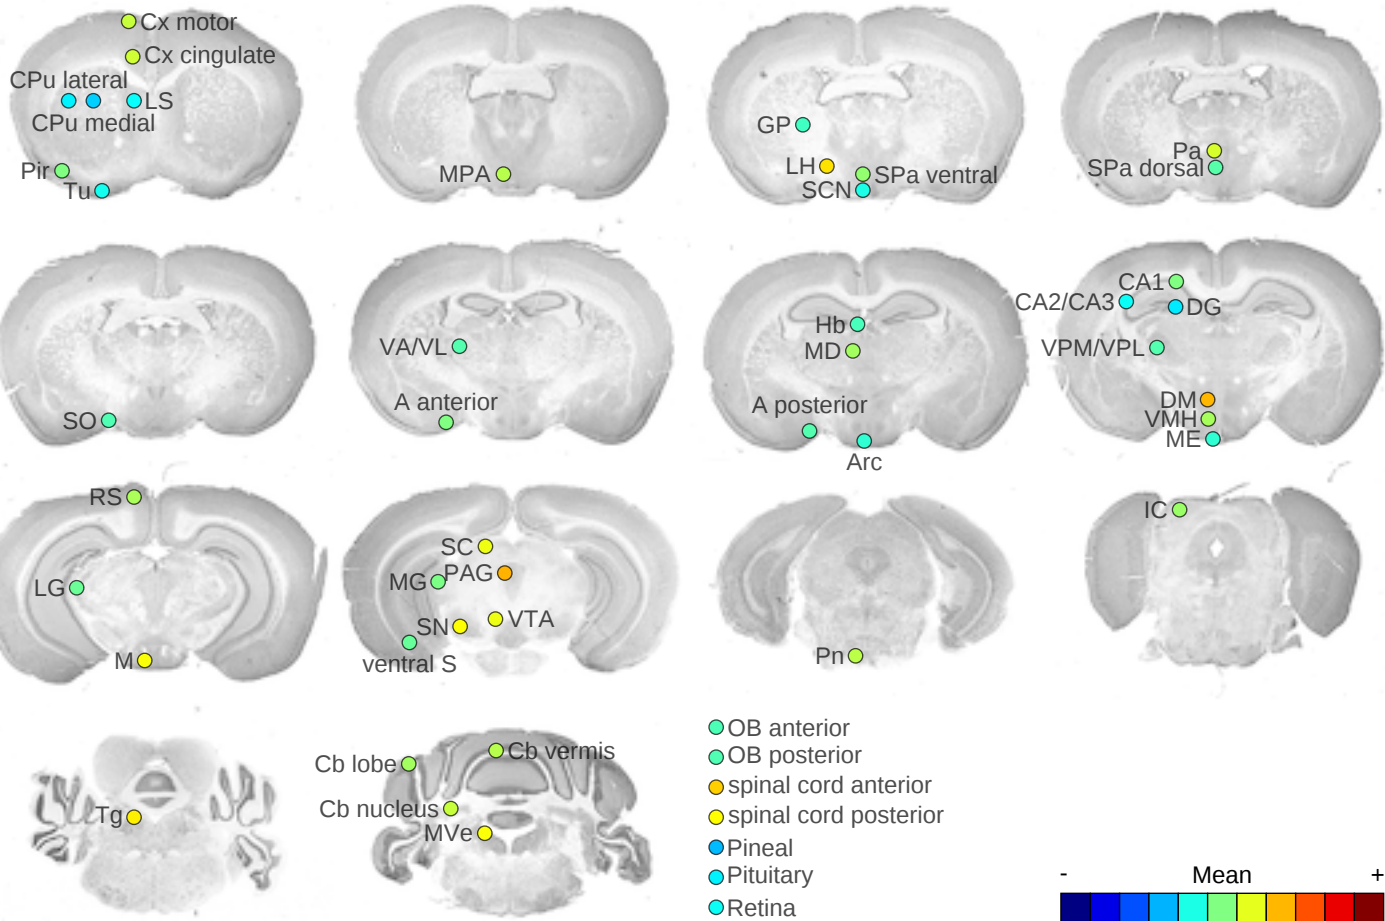 Cx motor
Cx cingulate
CPu lateral
LS
CPu medial
Pir
Tu
MPA
GP
LH
SPa ventral
SCN
Pa
SPa dorsal
SO
VA/VL
A anterior
Hb
MD
A posterior
Arc
CA1
CA2/CA3
DG
VPM/VPL
DM
VMH
ME
RS
LG
M
SC
PAG
MG
VTA
SN
ventral S
Pn
IC
Tg
Cb lobe
Cb vermis
Cb nucleus
MVe
OB anterior
OB posterior
spinal cord anterior
spinal cord posterior
Pineal
Pituitary
Retina
- Mean +